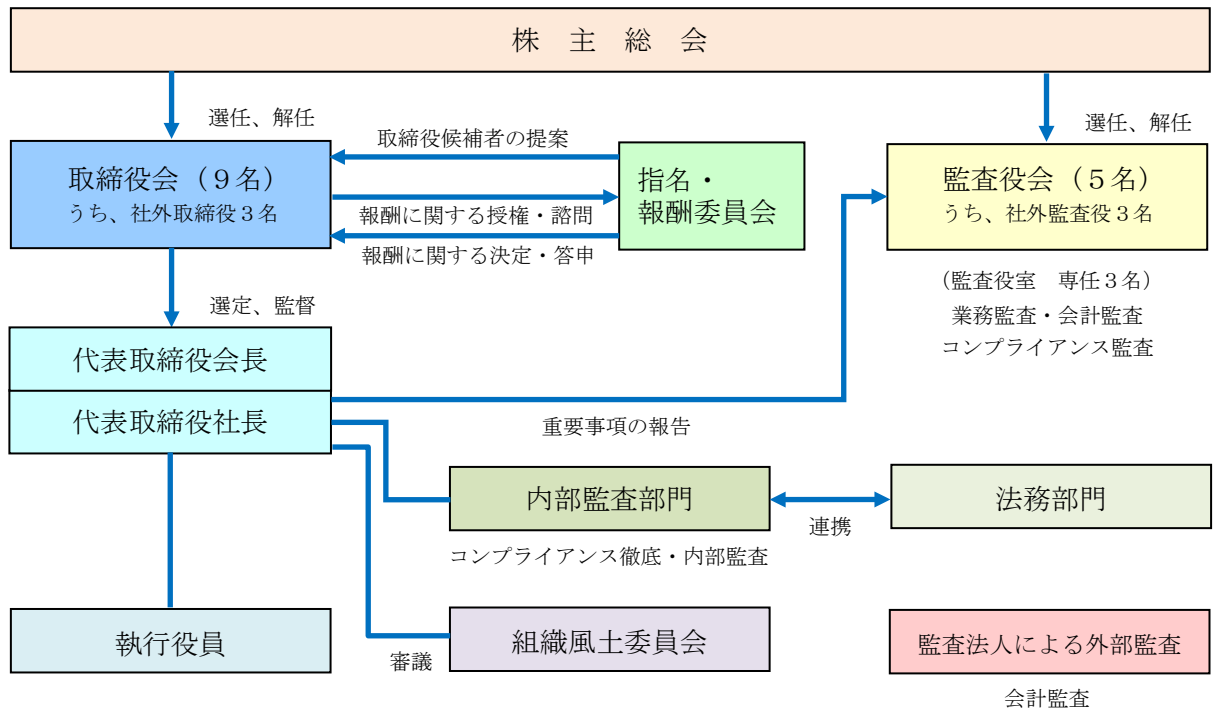 株　主　総　会
選任、解任
選任、解任
取締役候補者の提案
取締役会（９名）
うち、社外取締役３名
指名・
報酬委員会
監査役会（５名）
うち、社外監査役３名
報酬に関する授権・諮問
報酬に関する決定・答申
選定、監督
（監査役室　専任３名）
業務監査・会計監査
コンプライアンス監査
代表取締役会長
代表取締役社長
重要事項の報告
内部監査部門
連携
法務部門
コンプライアンス徹底・内部監査
執行役員
審議
組織風土委員会
監査法人による外部監査
会計監査